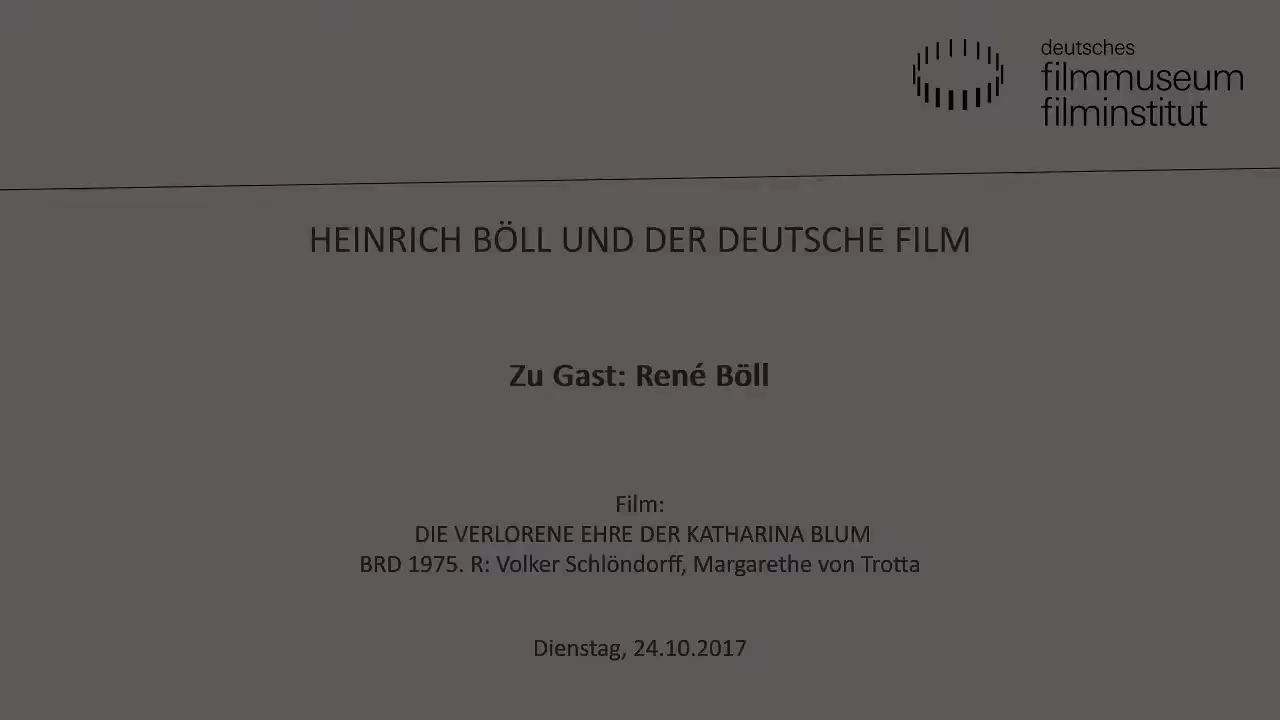 deutsches
filmmuseum
filminstitut
HEINRICH BÖLL UND DER DEUTSCHE FILM
Zu Gast: René Böll
Film:
DIE VERLORENE EHRE DER KATHARINA BLUM
BRD 1975. R: Volker Schlöndorff, Margarethe von Trotta
Dienstag, 24.10.2017